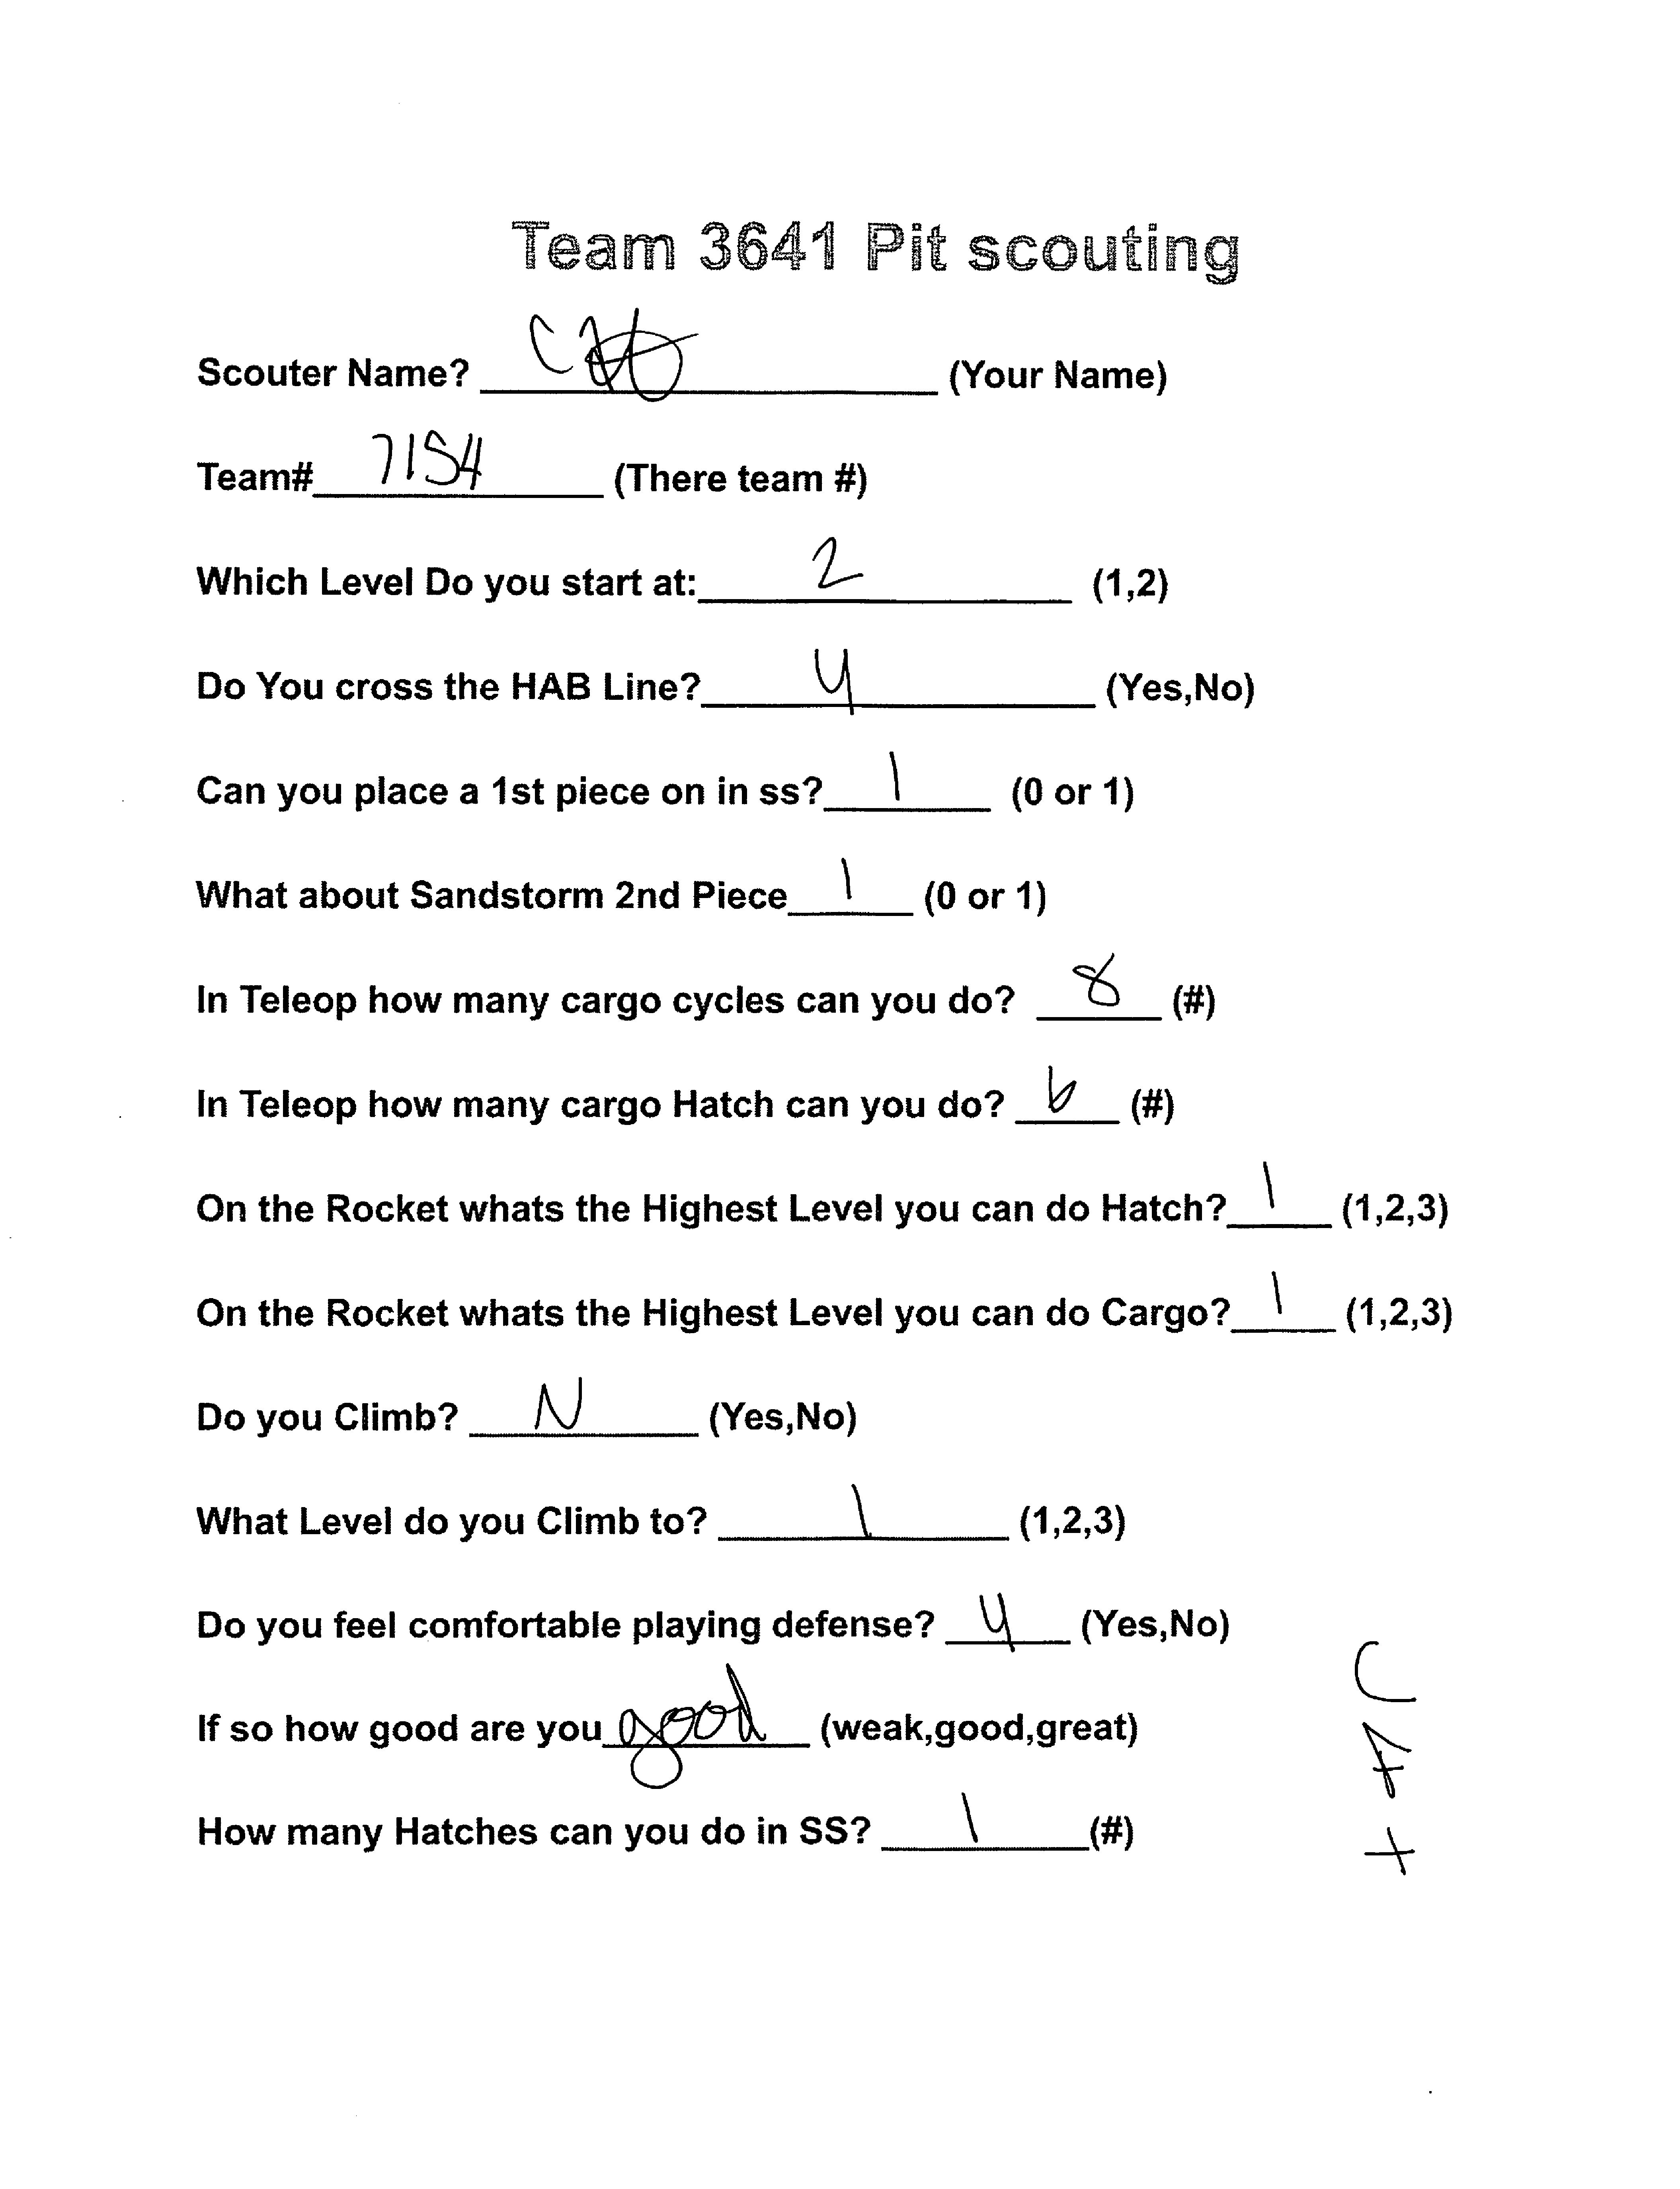 Team 3641 Pit scouting
Scouter Name? (Your Name)
Team# 7154 (There team #)
Which Level Do you start at: 2 (1,2)
Do You cross the HAB Line? y (Yes,No)
Can you place a 1st piece on in ss? 1 (0 or 1)
What about Sandstorm 2nd Piece 1 (0 or 1)
In Teleop how many cargo cycles can you do? 8 (#)
In Teleop how many cargo Hatch can you do? 6 (#)
On the Rocket whats the Highest Level you can do Hatch? 1 (1,2,3)
On the Rocket whats the Highest Level you can do Cargo? 1 (1,2,3)
Do you Climb? N (Yes,No)
What Level do you Climb to? 1 (1,2,3)
Do you feel comfortable playing defense? y (Yes,No)
If so how good are you good (weak,good,great)
How many Hatches can you do in SS? 1 (#)